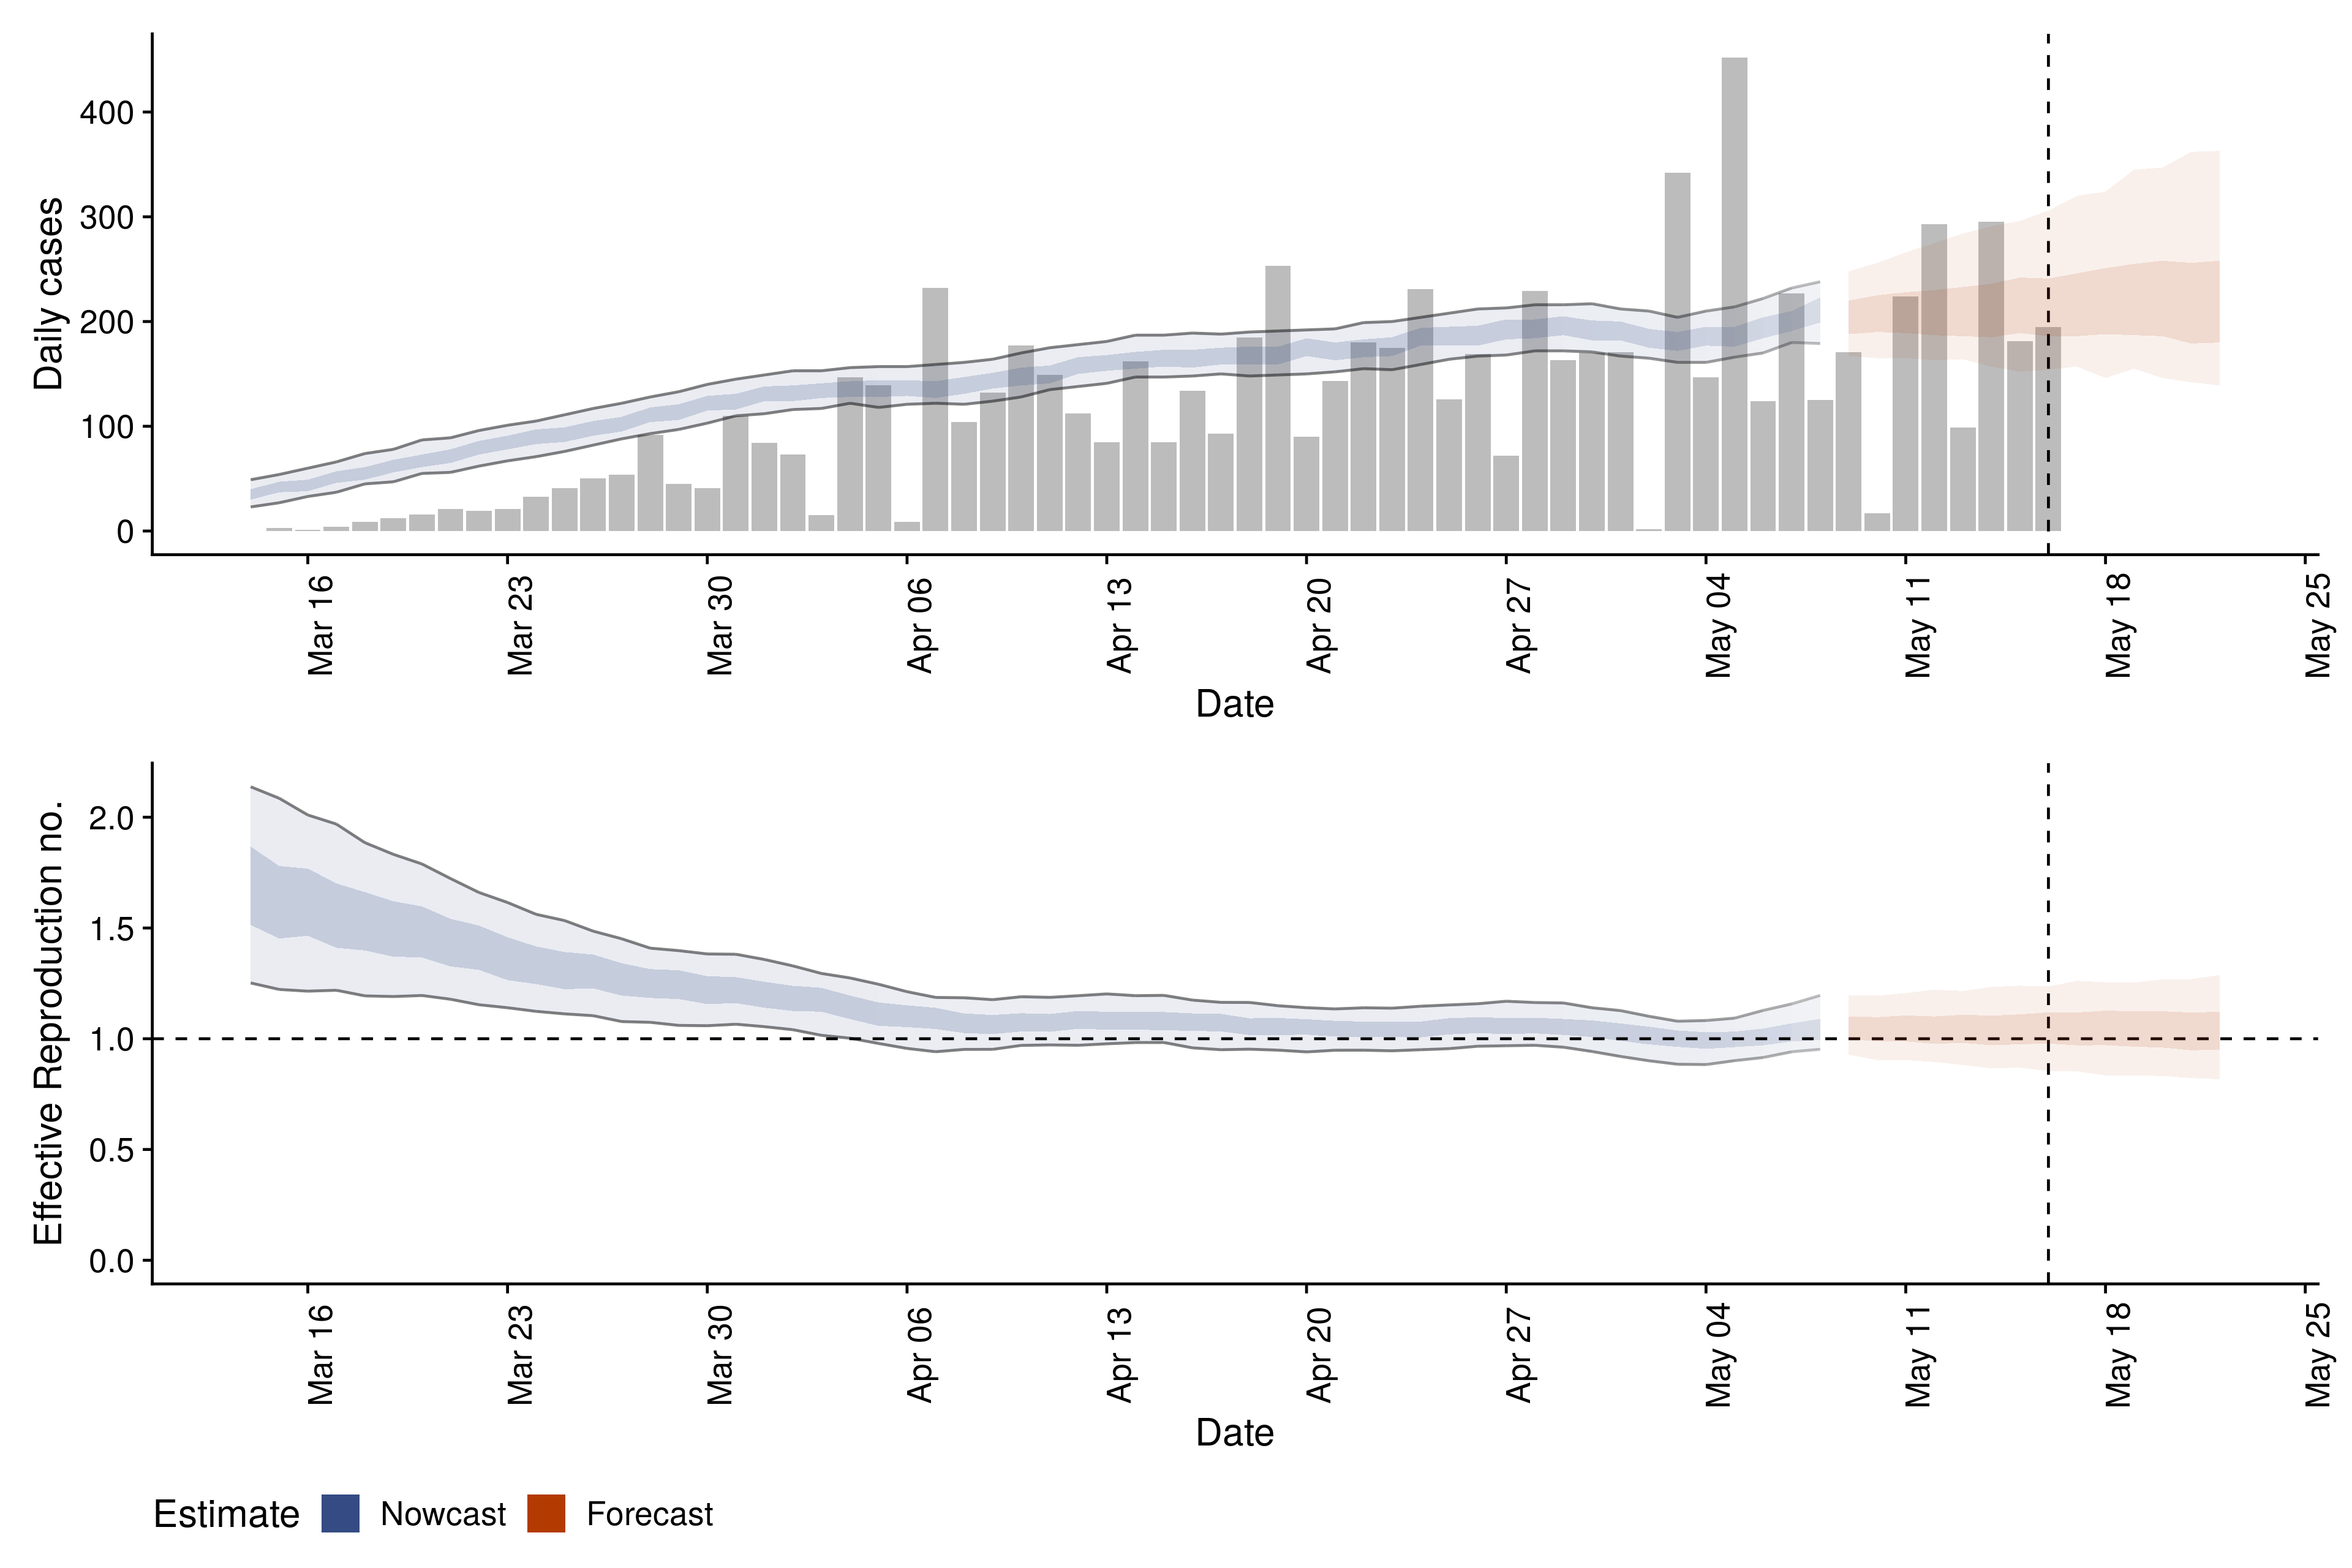 Daily cases
400
300
200
100
0
Mar 16
Mar 23
Mar 30
Apr 06
Apr 13
Apr 20
Apr 27
May 04
May 11
May 18
May 25
Date
Effective Reproduction no.
2.0
1.5
1.0
0.5
0.0
Mar 16
Mar 23
Mar 30
Apr 06
Apr 13
Apr 20
Apr 27
May 04
May 11
May 18
May 25
Date
Estimate Nowcast Forecast